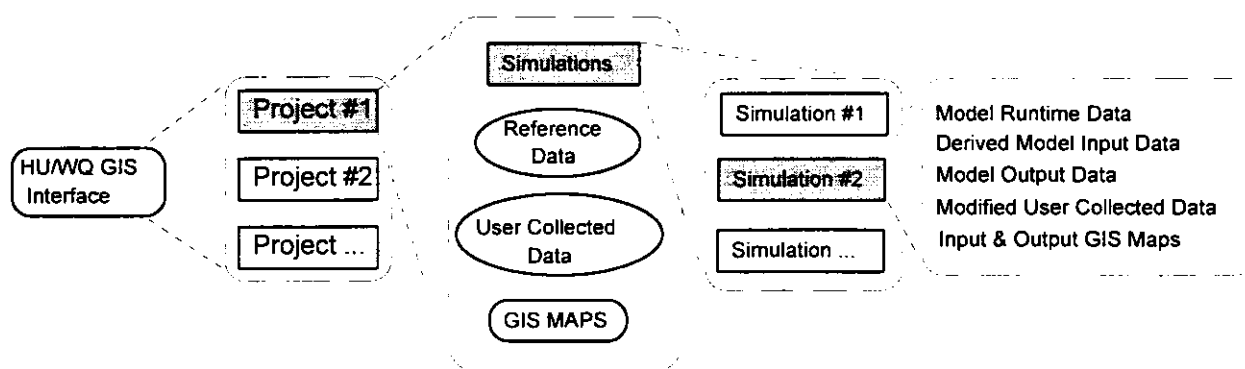 HU/WQ GIS
Interface
Project #1
Project #2
Project ...
Simulations
Reference
Data
User Collected
Data
GIS MAPS
Simulation #1
Simulation #2
Simulation ...
Model Runtime Data
Derived Model Input Data
Model Output Data
Modified User Collected Data
Input & Output GIS Maps